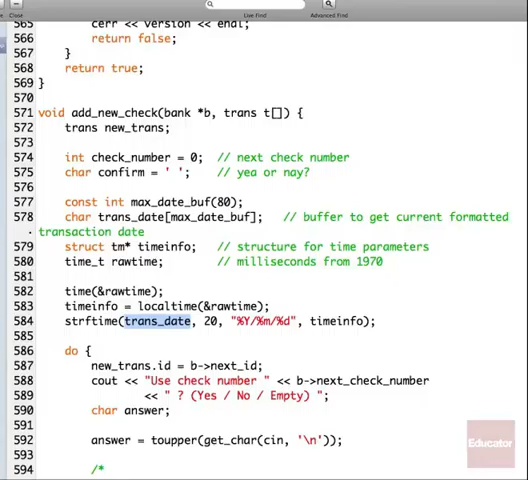 Close
Live Find
Advanced Find
565 cerr << version << endl;
566 return false;
567 }
568 return true;
569 }
570
571 void add_new_check(bank *b, trans t[]) {
572 trans new_trans;
573
574 int check_number = 0; // next check number
575 char confirm = ' '; // yea or nay?
576
577 const int max_date_buf(80);
578 char trans_date[max_date_buf]; // buffer to get current formatted
· transaction date
579 struct tm* timeinfo; // structure for time parameters
580 time_t rawtime; // milliseconds from 1970
581
582 time(&rawtime);
583 timeinfo = localtime(&rawtime);
584 strftime(trans_date, 20, "%Y/%m/%d", timeinfo);
585
586 do {
587 new_trans.id = b->next_id;
588 cout << "Use check number " << b->next_check_number
589 << " ? (Yes / No / Empty) ";
590 char answer;
591
592 answer = toupper(get_char(cin, '\n'));
593
594 /*
Educator